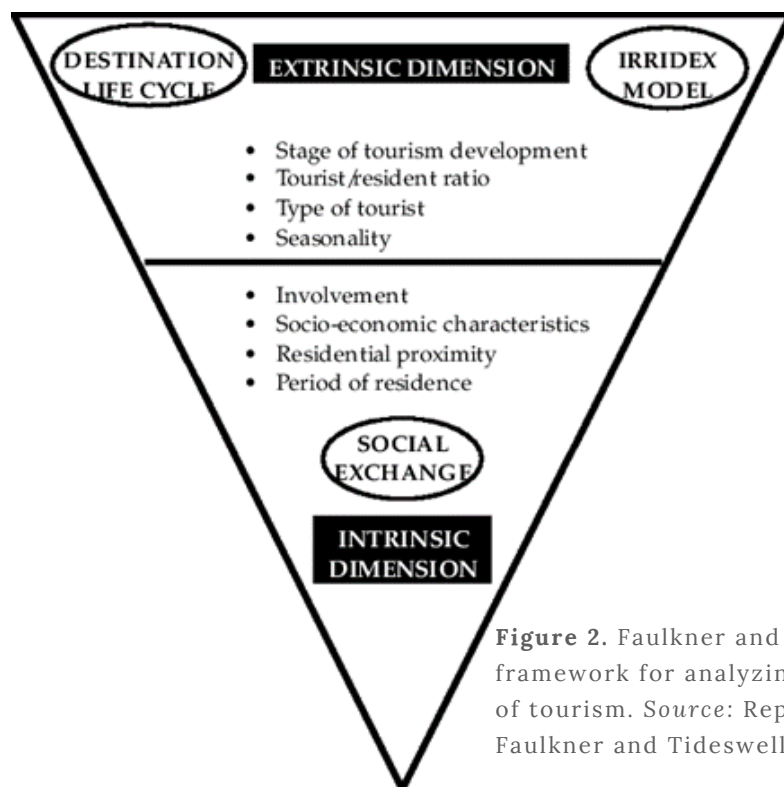 DESTINATION
LIFE CYCLE
EXTRINSIC DIMENSION
IRRIDEX
MODEL
• Stage of tourism development
• Tourist/resident ratio
• Type of tourist
• Seasonality
• Involvement
• Socio-economic characteristics
• Residential proximity
• Period of residence
SOCIAL
EXCHANGE
INTRINSIC
DIMENSION
Figure 2. Faulkner and
framework for analyzin
of tourism. Source: Rep
Faulkner and Tideswell